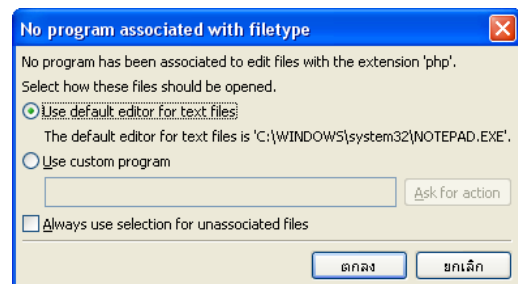 No program associated with filetype
No program has been associated to edit files with the extension 'php'.
Select how these files should be opened.
Use default editor for text files
The default editor for text files is 'C:\WINDOWS\system32\NOTEPAD.EXE'.
Use custom program
Ask for action
Always use selection for unassociated files
ตกลง ยกเลิก